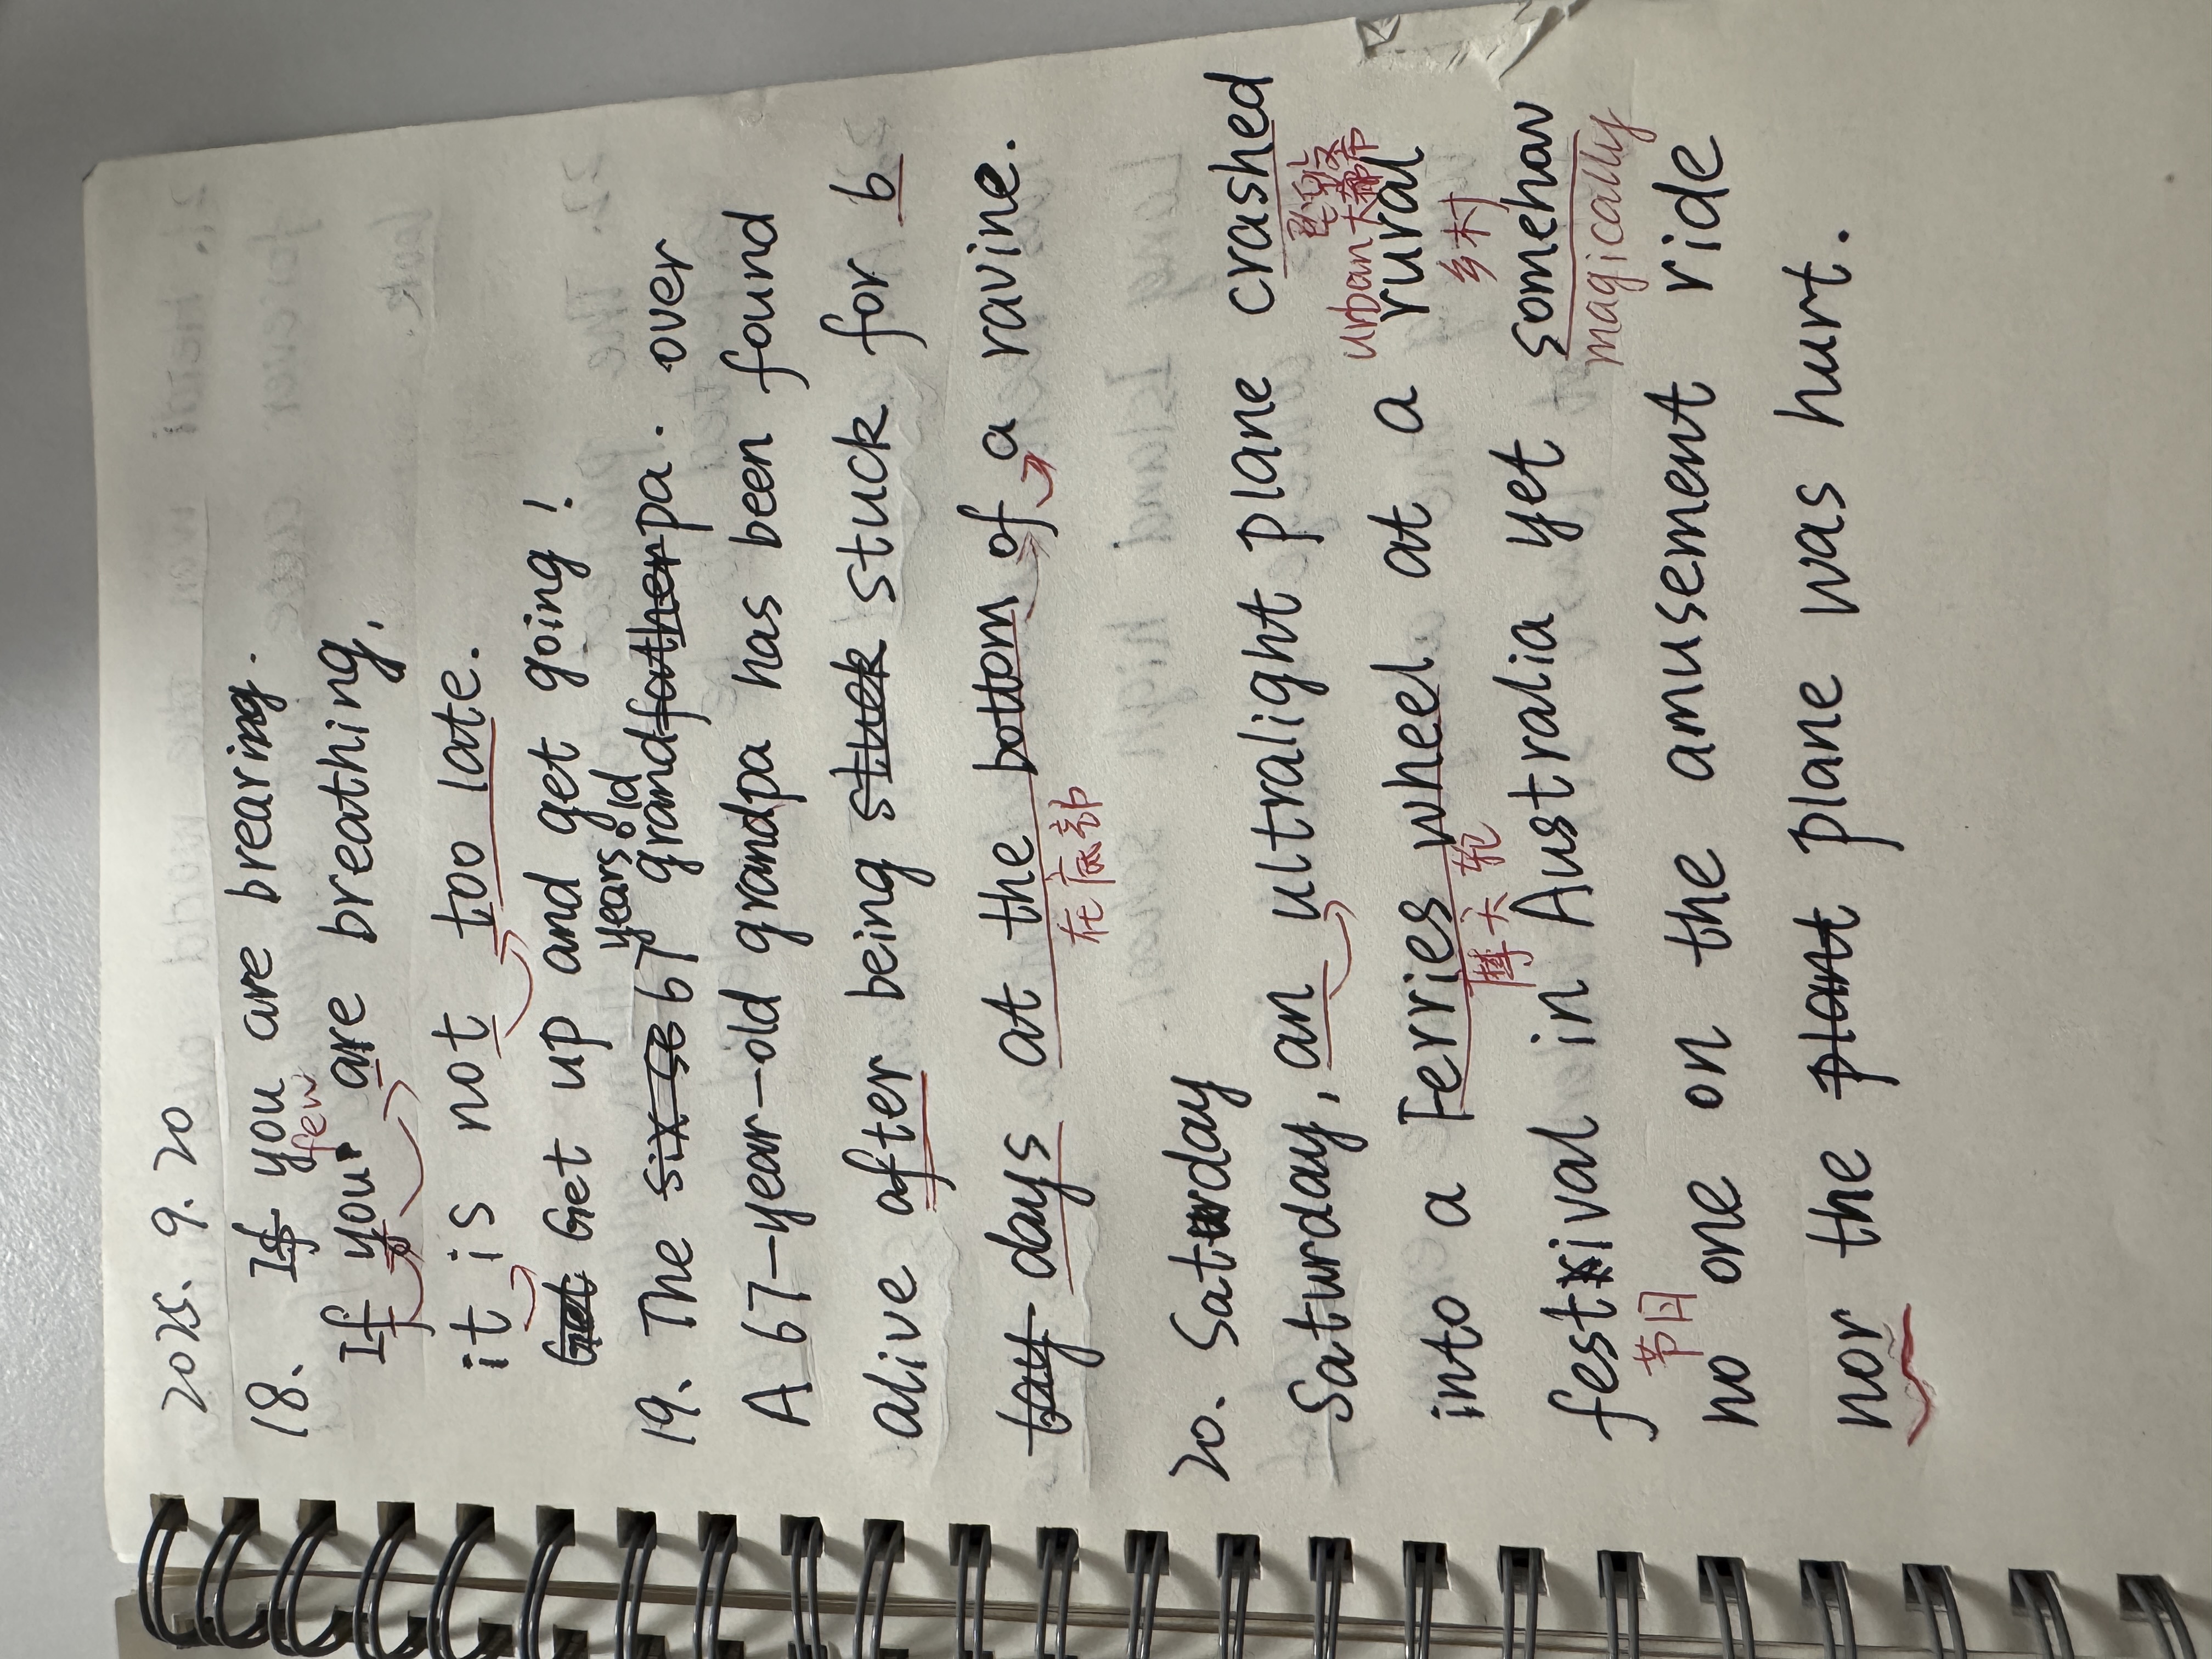 2025. 9. 20
18. If you are brearing.
few
If you are breathing,
it is not too late.
Get Get up and get going!
years old
19. The six se 67 grandfatherpa. over
A 67-year-old grandpa has been found
alive after being stuek stuck for 6
tay days at the bottom of a ravine.
在底部
20. Saturday
Saturday, an ultralight plane crashed
坠毁
urban 大都市
into a Ferries wheel. at a rural
摩天轮
乡村
festival in Australia yet somehow
magically
节日
no one on the amusement ride
nor the plant plane was hurt.